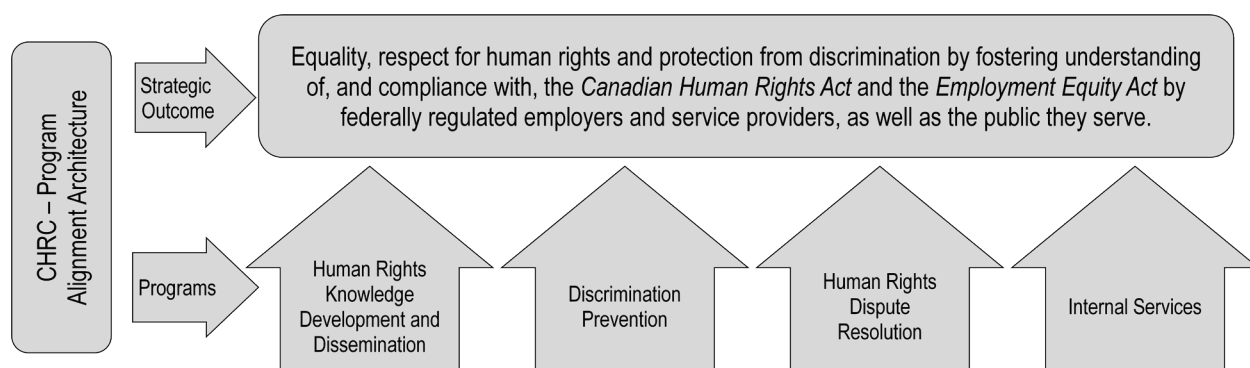 CHRC – Program
Alignment Architecture
Strategic
Outcome
Equality, respect for human rights and protection from discrimination by fostering understanding
of, and compliance with, the Canadian Human Rights Act and the Employment Equity Act by
federally regulated employers and service providers, as well as the public they serve.
Programs
Human Rights
Knowledge
Development and
Dissemination
Discrimination
Prevention
Human Rights
Dispute
Resolution
Internal Services